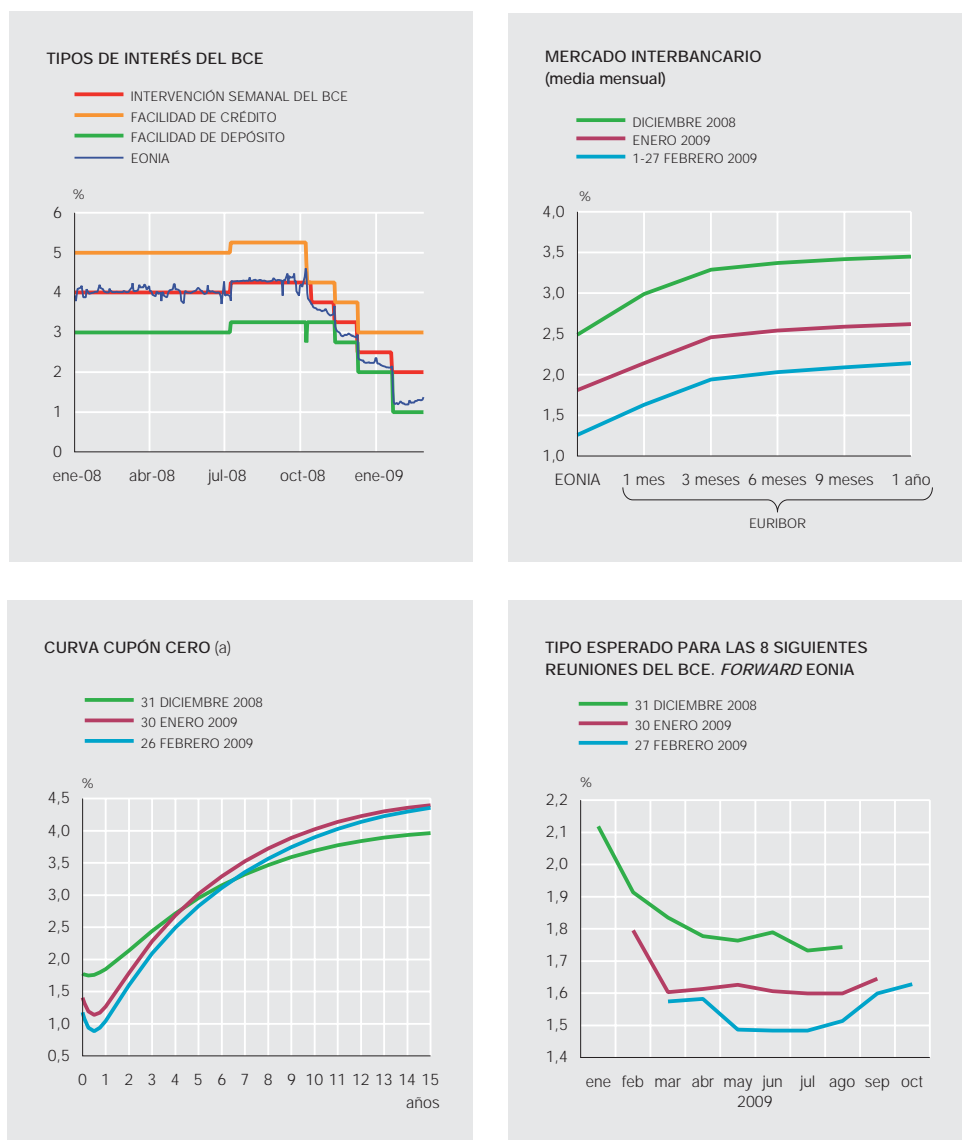 TIPOS DE INTERÉS DEL BCE
INTERVENCIÓN SEMANAL DEL BCE
FACILIDAD DE CRÉDITO
FACILIDAD DE DEPÓSITO
EONIA
%
6
5
4
3
2
1
0
ene-08 abr-08 jul-08 oct-08 ene-09
MERCADO INTERBANCARIO
(media mensual)
DICIEMBRE 2008
ENERO 2009
1-27 FEBRERO 2009
%
4,0
3,5
3,0
2,5
2,0
1,5
1,0
EONIA 1 mes 3 meses 6 meses 9 meses 1 año
EURIBOR
CURVA CUPÓN CERO (a)
31 DICIEMBRE 2008
30 ENERO 2009
26 FEBRERO 2009
%
4,5
4,0
3,5
3,0
2,5
2,0
1,5
1,0
0,5
0 1 2 3 4 5 6 7 8 9 10 11 12 13 14 15
años
TIPO ESPERADO PARA LAS 8 SIGUIENTES
REUNIONES DEL BCE. FORWARD EONIA
31 DICIEMBRE 2008
30 ENERO 2009
27 FEBRERO 2009
%
2,2
2,1
2,0
1,9
1,8
1,7
1,6
1,5
1,4
ene feb mar abr may jun jul ago sep oct
2009